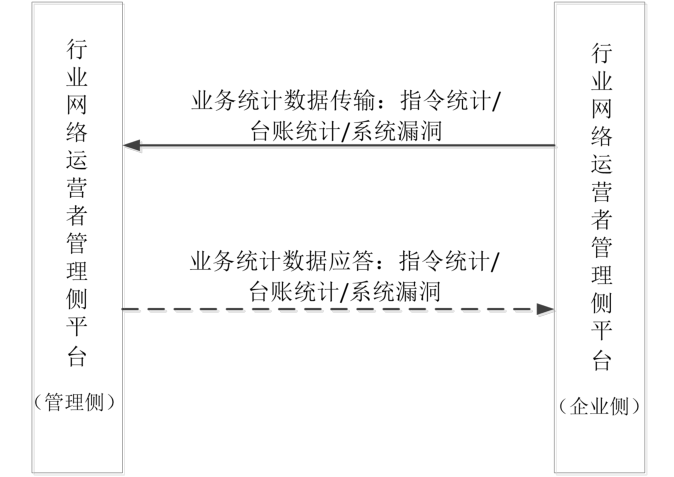 行业网络运营者管理侧平台
（管理侧）
业务统计数据传输：指令统计/
台账统计/系统漏洞
业务统计数据应答：指令统计/
台账统计/系统漏洞
行业网络运营者管理侧平台
（企业侧）